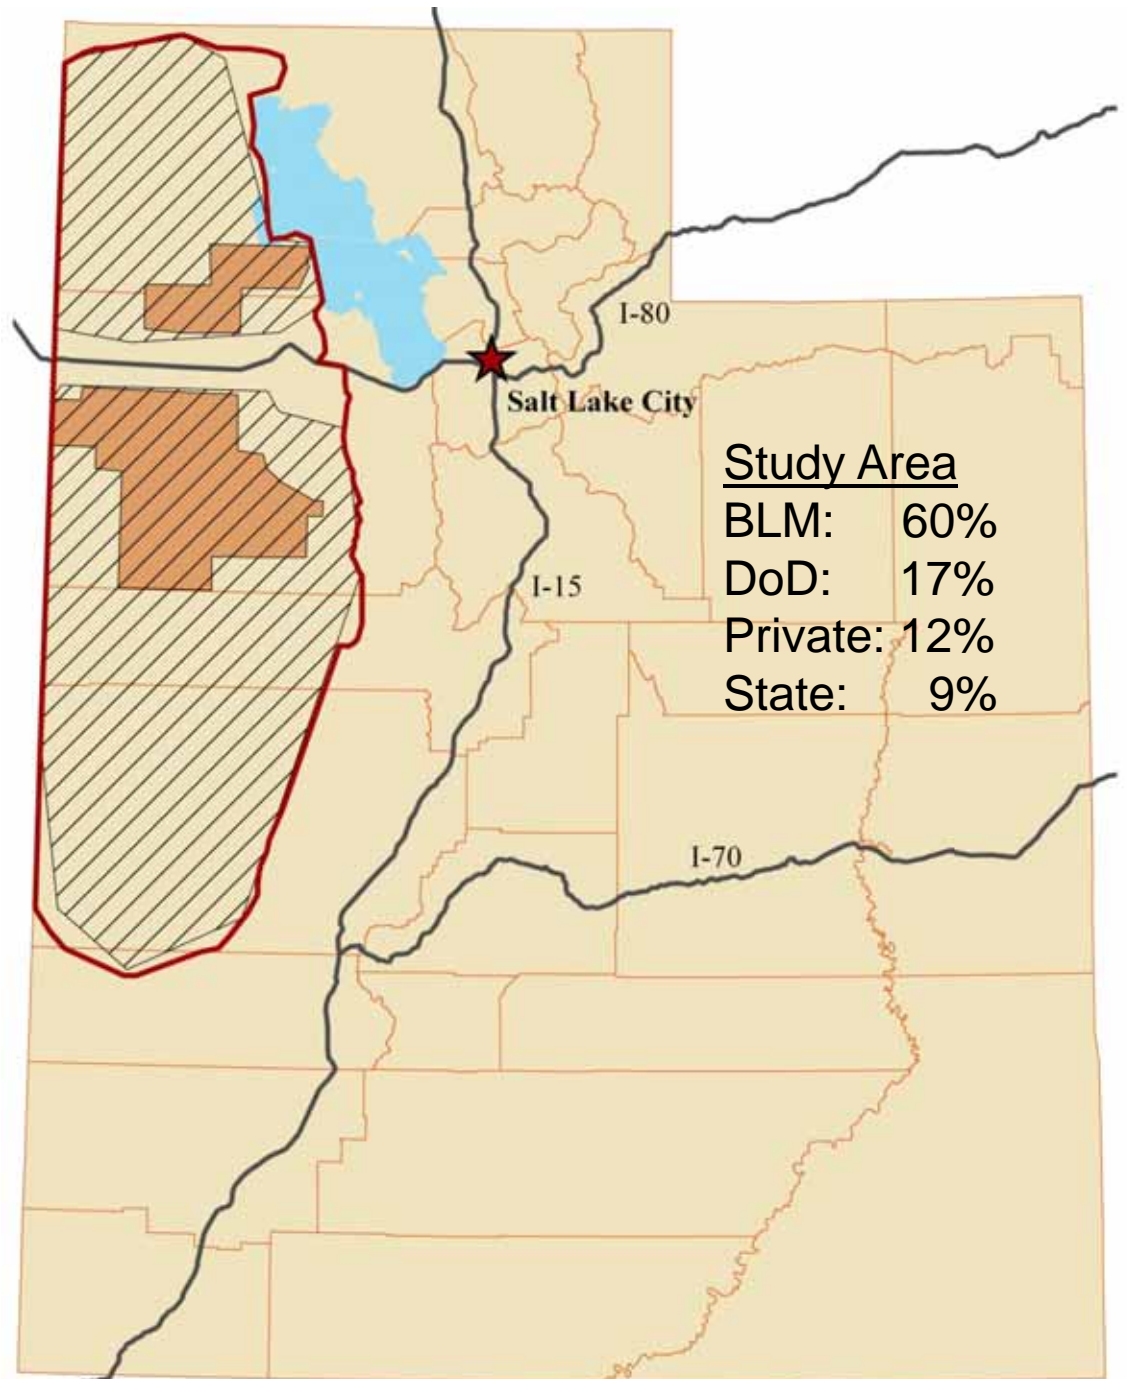 I-80
Salt Lake City
Study Area
BLM: 60%
DoD: 17%
Private: 12%
State: 9%
I-15
I-70